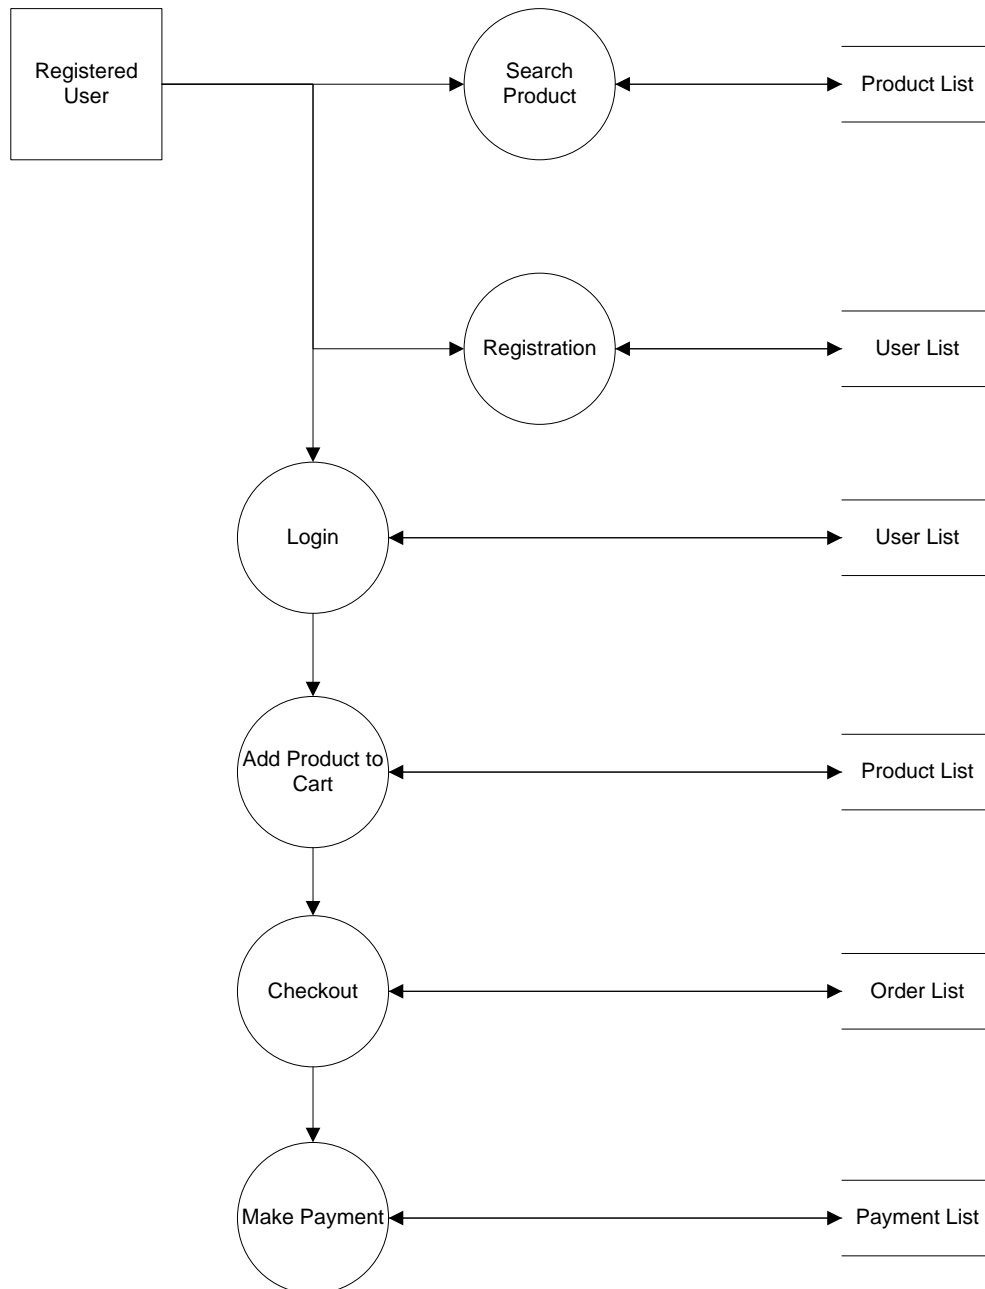 Registered
User
Search
Product
Product List
Registration
User List
Login
User List
Add Product to
Cart
Product List
Checkout
Order List
Make Payment
Payment List